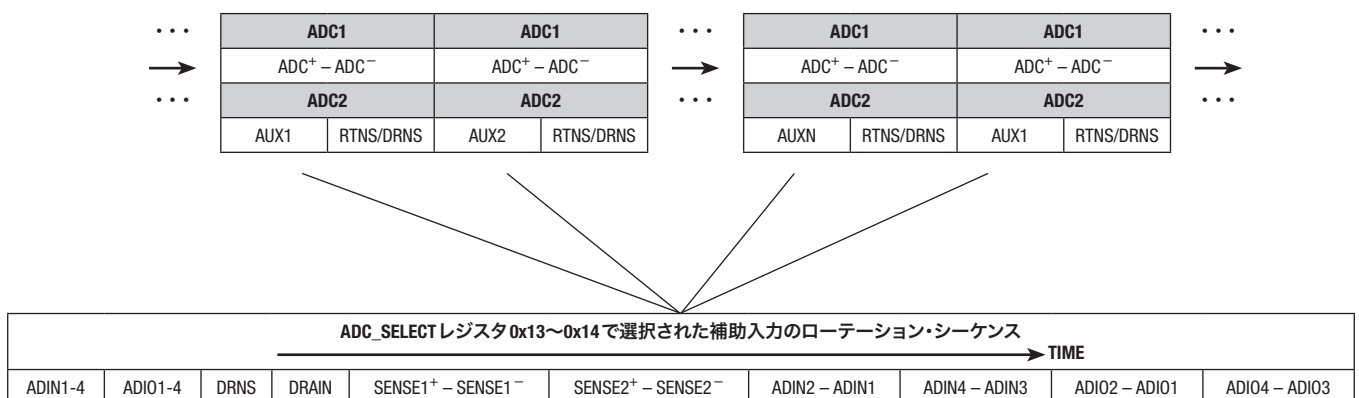 ··· ADC1 ADC1 ··· ADC1 ADC1 ···
ADC⁺ – ADC⁻ ADC⁺ – ADC⁻ ADC⁺ – ADC⁻ ADC⁺ – ADC⁻
··· ADC2 ADC2 ··· ADC2 ADC2 ···
AUX1 RTNS/DRNS AUX2 RTNS/DRNS AUXN RTNS/DRNS AUX1 RTNS/DRNS
ADC_SELECTレジスタ0x13〜0x14で選択された補助入力のローテーション・シーケンス
TIME
ADIN1-4 ADIO1-4 DRNS DRAIN SENSE1⁺ – SENSE1⁻ SENSE2⁺ – SENSE2⁻ ADIN2 – ADIN1 ADIN4 – ADIN3 ADIO2 – ADIO1 ADIO4 – ADIO3